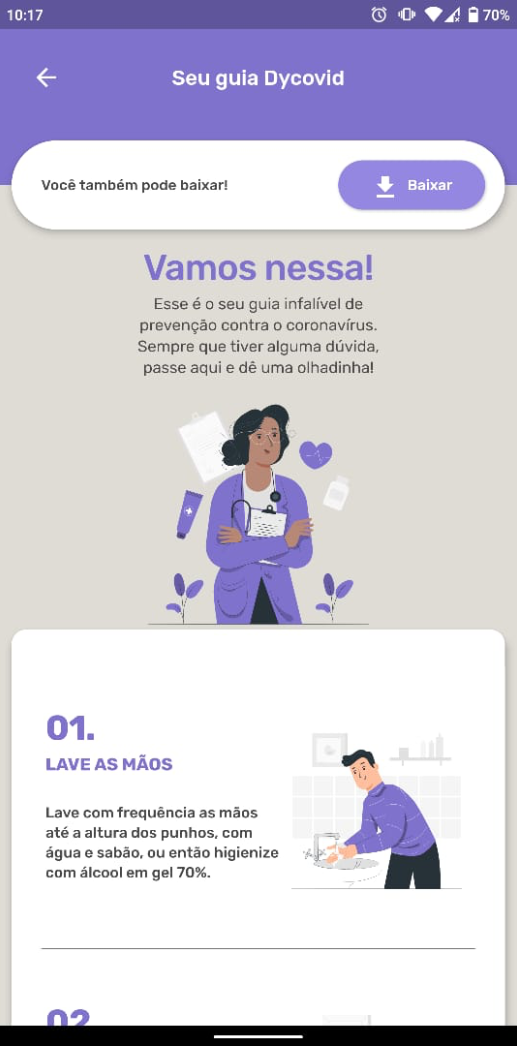 10:17
70%
Seu guia Dycovid
Você também pode baixar!
Baixar
Vamos nessa!
Esse é o seu guia infalível de
prevenção contra o coronavírus.
Sempre que tiver alguma dúvida,
passe aqui e dê uma olhadinha!
01.
LAVE AS MÃOS
Lave com frequência as mãos
até a altura dos punhos, com
água e sabão, ou então higienize
com álcool em gel 70%.
02